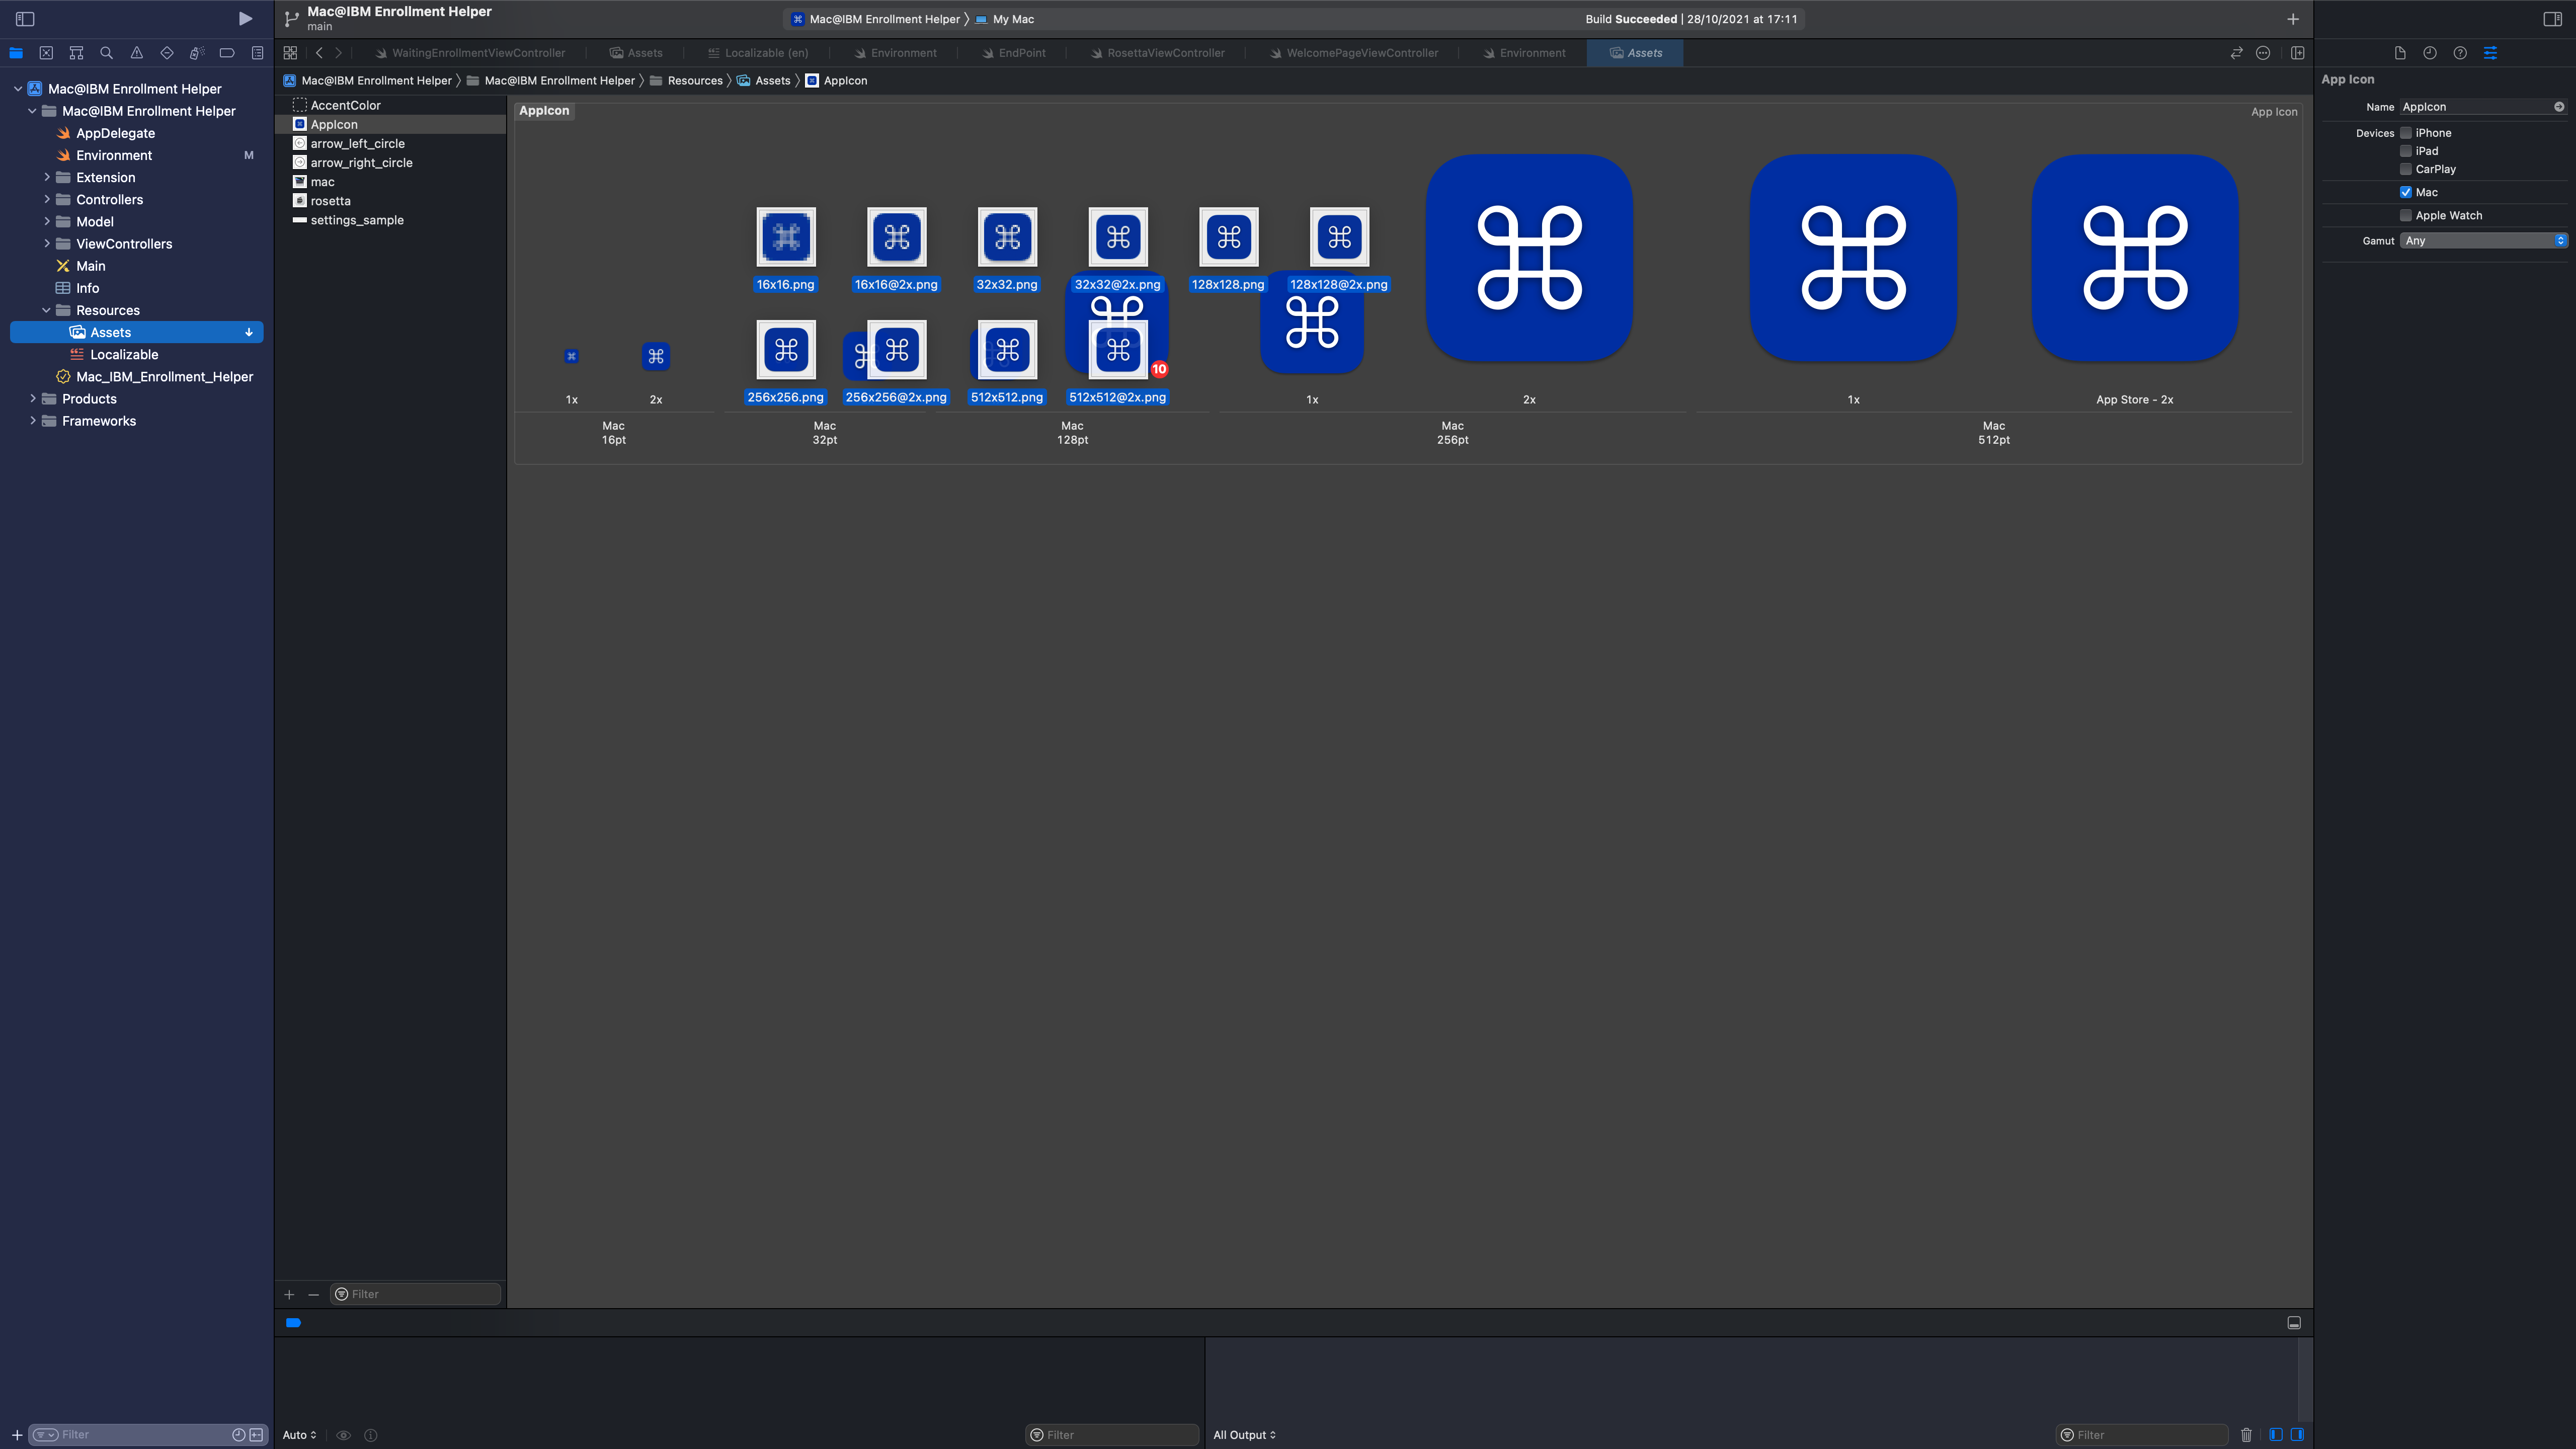 Mac@IBM Enrollment Helper
main
Mac@IBM Enrollment Helper 〉 My Mac
Build Succeeded | 28/10/2021 at 17:11
WaitingEnrollmentViewController
Assets
Localizable (en)
Environment
EndPoint
RosettaViewController
WelcomePageViewController
Environment
Assets
Mac@IBM Enrollment Helper 〉 Mac@IBM Enrollment Helper 〉 Resources 〉 Assets 〉 AppIcon
Mac@IBM Enrollment Helper
Mac@IBM Enrollment Helper
AppDelegate
Environment M
Extension
Controllers
Model
ViewControllers
Main
Info
Resources
Assets
Localizable
Mac_IBM_Enrollment_Helper
Products
Frameworks
Filter
AccentColor
AppIcon
arrow_left_circle
arrow_right_circle
mac
rosetta
settings_sample
Filter
AppIcon
App Icon
16x16.png
16x16@2x.png
32x32.png
32x32@2x.png
128x128.png
128x128@2x.png
10
256x256.png
256x256@2x.png
512x512.png
512x512@2x.png
1x
2x
1x
2x
1x
App Store - 2x
Mac
16pt
Mac
32pt
Mac
128pt
Mac
256pt
Mac
512pt
App Icon
Name AppIcon
Devices iPhone
iPad
CarPlay
Mac
Apple Watch
Gamut Any
Auto
Filter
All Output
Filter